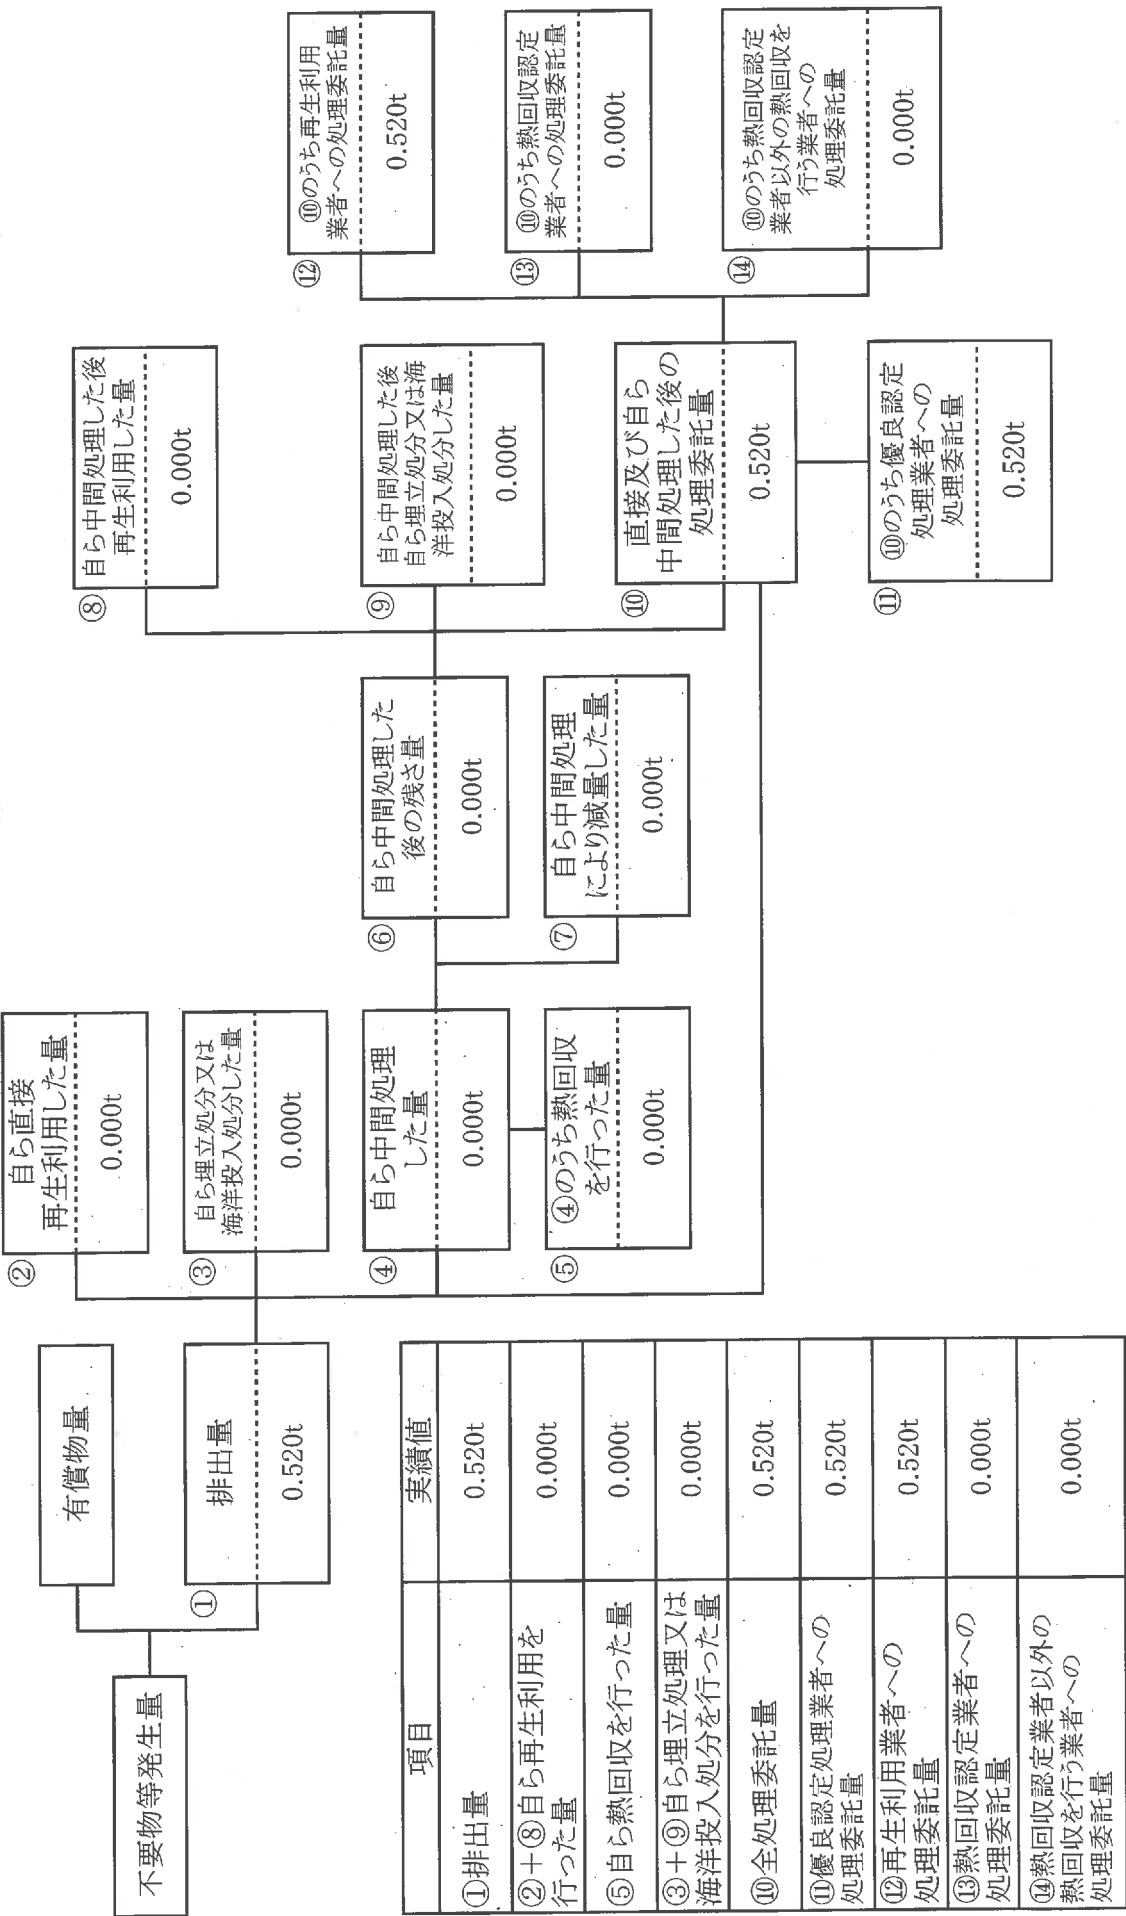 不要物等発生量
有償物量
①
排出量
0.520t
②
自ら直接
再生利用した量
0.000t
③
自ら埋立処分又は
海洋投入処分した量
0.000t
④
自ら中間処理
した量
0.000t
⑤
④のうち熱回収
を行った量
0.000t
⑥
自ら中間処理した
後の残さ量
0.000t
⑦
自ら中間処理
により減量した量
0.000t
⑧
自ら中間処理した後
再生利用した量
0.000t
⑨
自ら中間処理した後
自ら埋立処分又は海
洋投入処分した量
0.000t
⑩
直接及び自ら
中間処理した後の
処理委託量
0.520t
⑪
⑩のうち優良認定
処理業者への
処理委託量
0.520t
⑫
⑩のうち再生利用
業者への処理委託量
0.520t
⑬
⑩のうち熱回収認定
業者への処理委託量
0.000t
⑭
⑩のうち熱回収認定
業者以外の熱回収を
行う業者への
処理委託量
0.000t
項目 実績値
①排出量 0.520t
②+⑧自ら再生利用を
行った量 0.000t
⑤自ら熱回収を行った量 0.000t
③+⑨自ら埋立処理又は
海洋投入処分を行った量 0.000t
⑩全処理委託量 0.520t
⑪優良認定処理業者への
処理委託量 0.520t
⑫再生利用業者への
処理委託量 0.520t
⑬熱回収認定業者への
処理委託量 0.000t
⑭熱回収認定業者以外の
熱回収を行う業者への
処理委託量 0.000t